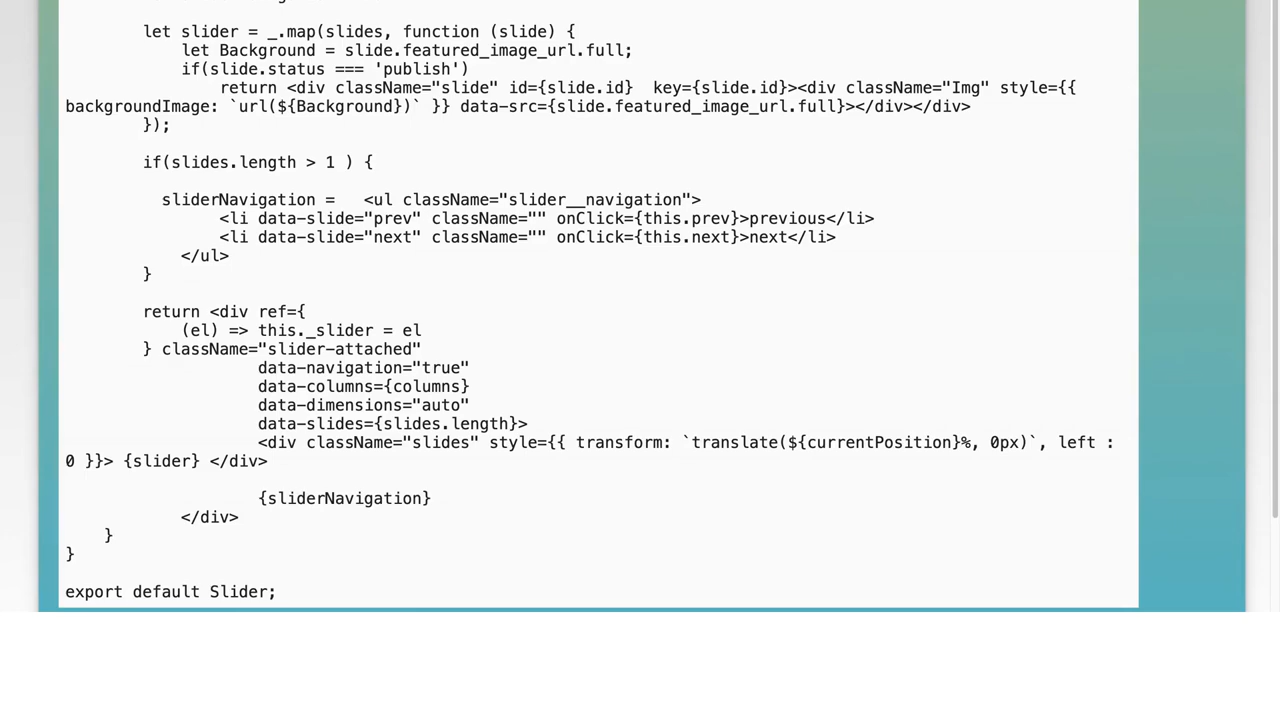 let slider = _.map(slides, function (slide) {
let Background = slide.featured_image_url.full;
if(slide.status === 'publish')
return <div className="slide" id={slide.id}  key={slide.id}><div className="Img" style={{
backgroundImage: `url(${Background})` }} data-src={slide.featured_image_url.full}></div></div>
});
if(slides.length > 1 ) {
sliderNavigation =   <ul className="slider__navigation">
<li data-slide="prev" className="" onClick={this.prev}>previous</li>
<li data-slide="next" className="" onClick={this.next}>next</li>
</ul>
}
return <div ref={
(el) => this._slider = el
} className="slider-attached"
data-navigation="true"
data-columns={columns}
data-dimensions="auto"
data-slides={slides.length}>
<div className="slides" style={{ transform: `translate(${currentPosition}%, 0px)`, left :
0 }}> {slider} </div>
{sliderNavigation}
</div>
}
}
export default Slider;